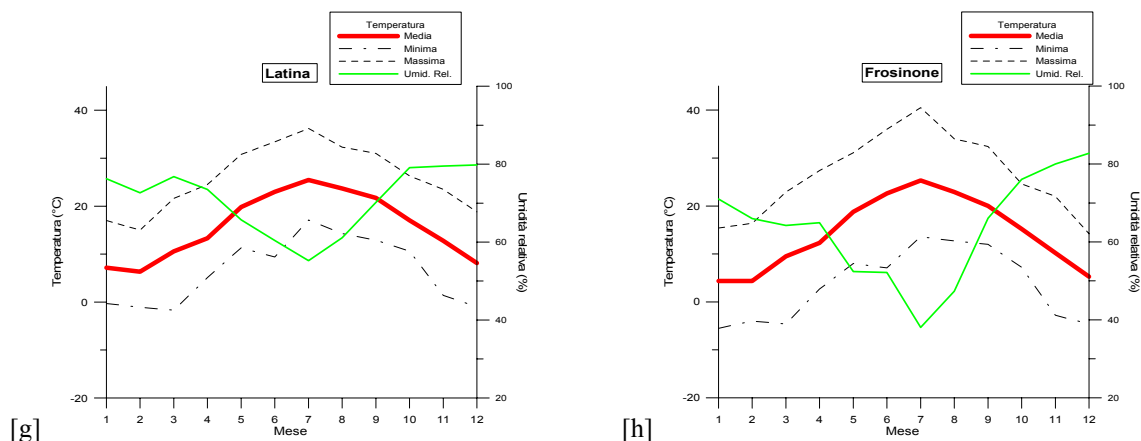 Temperatura
Media
Minima
Massima
Umid. Rel.
Latina
40
20
0
-20
Temperatura (°C)
100
80
60
40
20
Umidità relativa (%)
1 2 3 4 5 6 7 8 9 10 11 12
Mese
[g]
Temperatura
Media
Minima
Massima
Umid. Rel.
Frosinone
40
20
0
-20
Temperatura (°C)
100
80
60
40
20
Umidità relativa (%)
1 2 3 4 5 6 7 8 9 10 11 12
Mese
[h]